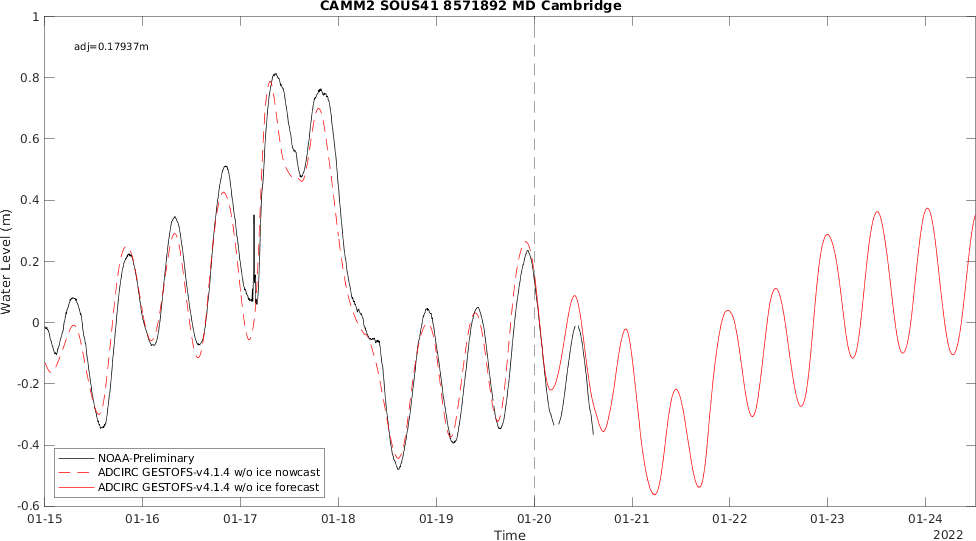 CAMM2 SOUS41 8571892 MD Cambridge
adj=0.17937m
1
0.8
0.6
0.4
0.2
0
-0.2
-0.4
-0.6
Water Level (m)
NOAA-Preliminary
ADCIRC GESTOFS-v4.1.4 w/o ice nowcast
ADCIRC GESTOFS-v4.1.4 w/o ice forecast
01-15 01-16 01-17 01-18 01-19 01-20 01-21 01-22 01-23 01-24
Time
2022